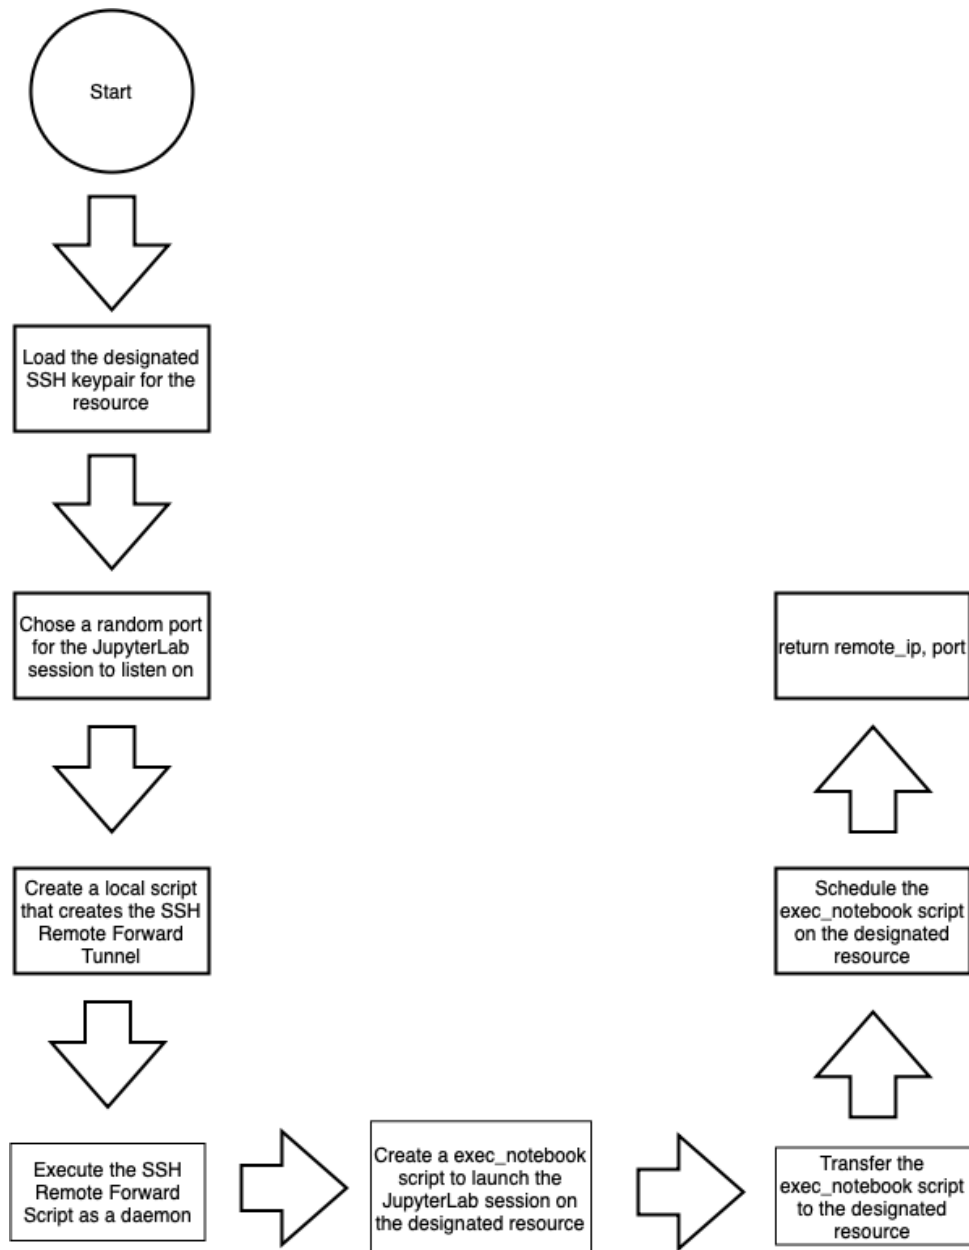 Start
Load the designated
SSH keypair for the
resource
Chose a random port
for the JupyterLab
session to listen on
Create a local script
that creates the SSH
Remote Forward
Tunnel
Execute the SSH
Remote Forward
Script as a daemon
Create a exec_notebook
script to launch the
JupyterLab session on
the designated resource
Transfer the
exec_notebook script
to the designated
resource
Schedule the
exec_notebook script
on the designated
resource
return remote_ip, port